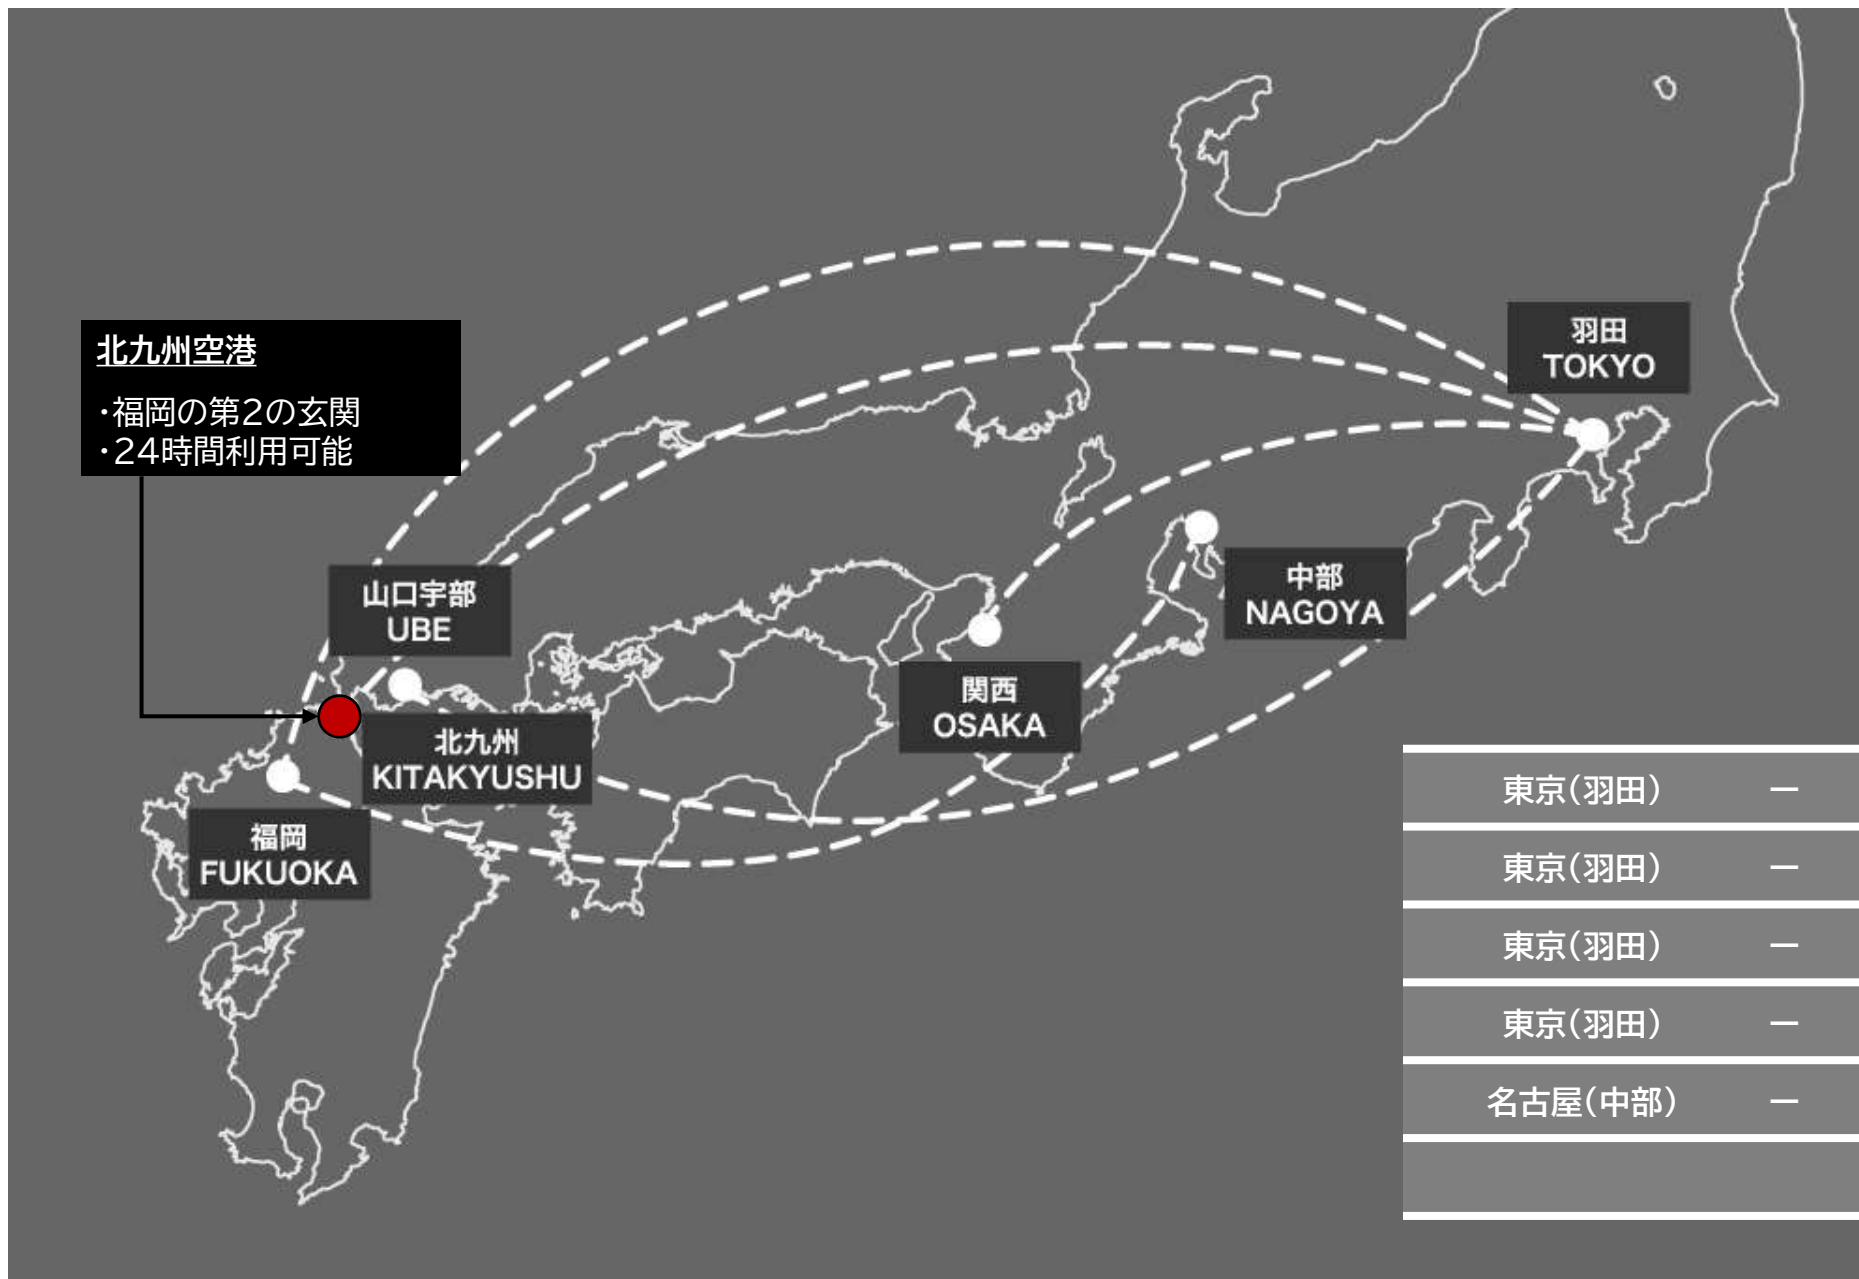 羽田
TOKYO
北九州空港
・福岡の第2の玄関
・24時間利用可能
山口宇部
UBE
中部
NAGOYA
関西
OSAKA
北九州
KITAKYUSHU
福岡
FUKUOKA
東京(羽田) ー
東京(羽田) ー
東京(羽田) ー
東京(羽田) ー
名古屋(中部) ー